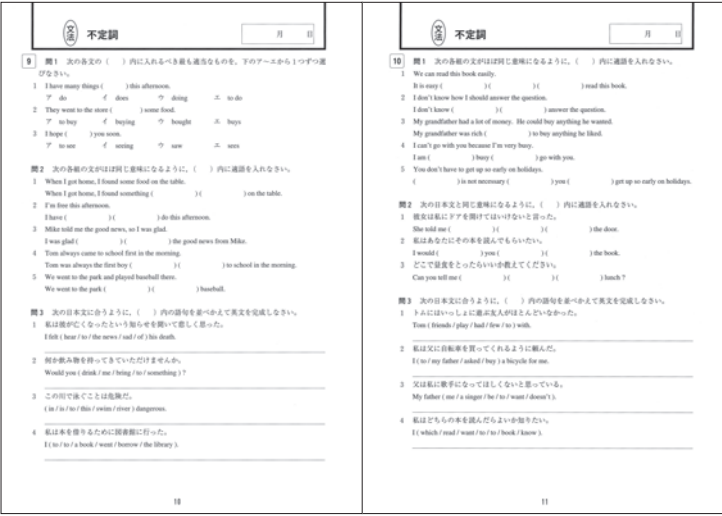 文法 不定詞 月 日
9 問1 次の各文の（ ）内に入れるべき最も適当なものを、下のア～エから1つずつ選
びなさい。
1 I have many things ( ) this afternoon.
ア do イ does ウ doing エ to do
2 They went to the store ( ) some food.
ア to buy イ buying ウ bought エ buys
3 I hope ( ) you soon.
ア to see イ seeing ウ saw エ sees
問2 次の各組の文がほぼ同じ意味になるように、（ ）内に適語を入れなさい。
1 When I got home, I found some food on the table.
When I got home, I found something ( ) ( ) on the table.
2 I'm free this afternoon.
I have ( ) ( ) do this afternoon.
3 Mike told me the good news, so I was glad.
I was glad ( ) ( ) the good news from Mike.
4 Tom always came to school first in the morning.
Tom was always the first boy ( ) ( ) to school in the morning.
5 We went to the park and played baseball there.
We went to the park ( ) ( ) baseball.
問3 次の日本文に合うように、（ ）内の語句を並べかえて英文を完成しなさい。
1 私は彼が亡くなったという知らせを聞いて悲しく思った。
I felt ( hear / to / the news / sad / of ) his death.
2 何か飲み物を持ってきていただけませんか。
Would you ( drink / me / bring / to / something ) ?
3 この川で泳ぐことは危険だ。
( in / is / to / this / swim / river ) dangerous.
4 私は本を借りるために図書館に行った。
I ( to / to / a book / went / borrow / the library ).
10
文法 不定詞 月 日
10 問1 次の各組の文がほぼ同じ意味になるように、（ ）内に適語を入れなさい。
1 We can read this book easily.
It is easy ( ) ( ) ( ) read this book.
2 I don't know how I should answer the question.
I don't know ( ) ( ) answer the question.
3 My grandfather had a lot of money. He could buy anything he wanted.
My grandfather was rich ( ) to buy anything he liked.
4 I can't go with you because I'm very busy.
I am ( ) busy ( ) go with you.
5 You don't have to get up so early on holidays.
( ) is not necessary ( ) you ( ) get up so early on holidays.
問2 次の日本文と同じ意味になるように、（ ）内に適語を入れなさい。
1 彼女は私にドアを開けてはいけないと言った。
She told me ( ) ( ) ( ) the door.
2 私はあなたにその本を読んでもらいたい。
I would ( ) you ( ) ( ) the book.
3 どこで昼食をとったらいいか教えてください。
Can you tell me ( ) ( ) ( ) lunch ?
問3 次の日本文に合うように、（ ）内の語句を並べかえて英文を完成しなさい。
1 トムにはいっしょに遊ぶ友人がほとんどいなかった。
Tom ( friends / play / had / few / to ) with.
2 私は父に自転車を買ってくれるように頼んだ。
I ( to / my father / asked / buy ) a bicycle for me.
3 父は私に歌手になってほしくないと思っている。
My father ( me / a singer / be / to / want / doesn't ).
4 私はどちらの本を読んだらよいか知りたい。
I ( which / read / want / to / to / book / know ).
11